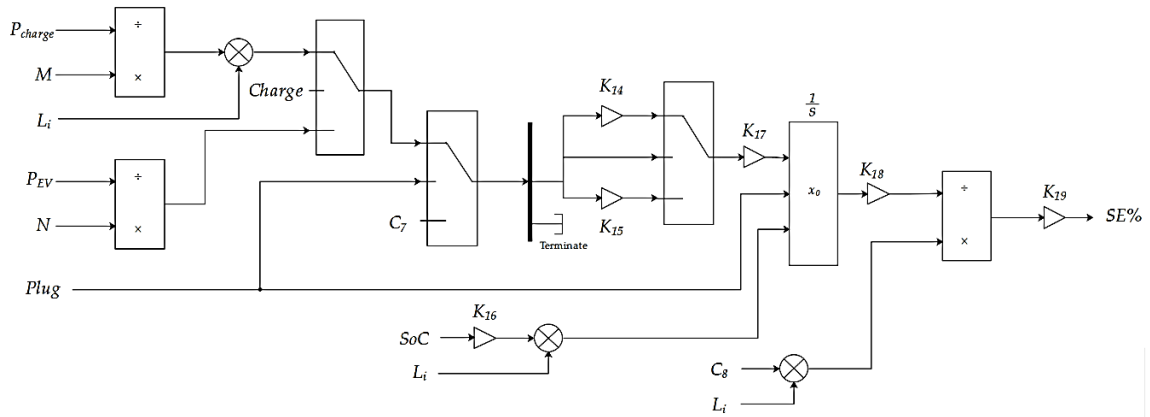 P_charge
÷
M
×
L_i
Charge
P_EV
÷
N
×
C_7
Plug
Terminate
K_14
K_15
K_17
1/s
x_0
K_18
÷
×
K_19
SE%
K_16
SoC
L_i
C_8
L_i